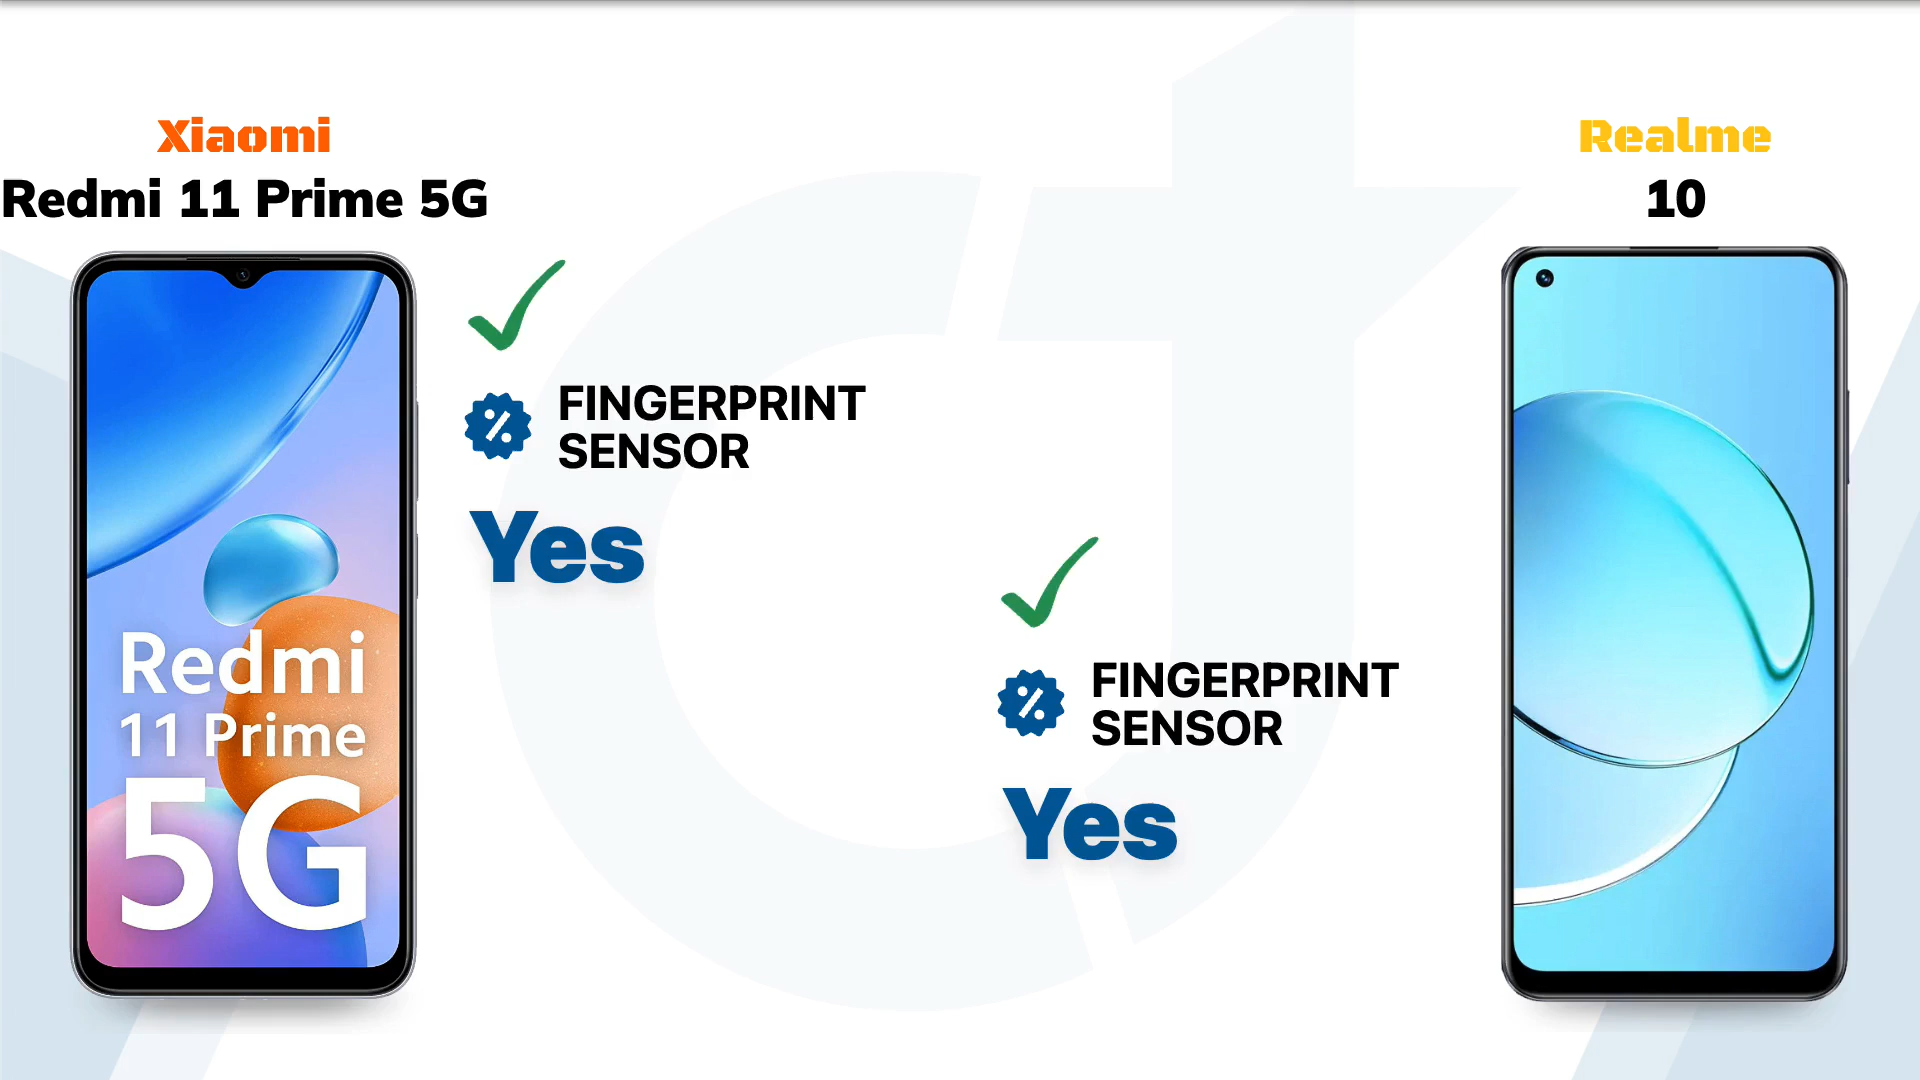 Xiaomi
Redmi 11 Prime 5G
Redmi
11 Prime
5G
FINGERPRINT
SENSOR
Yes
Realme
10
FINGERPRINT
SENSOR
Yes